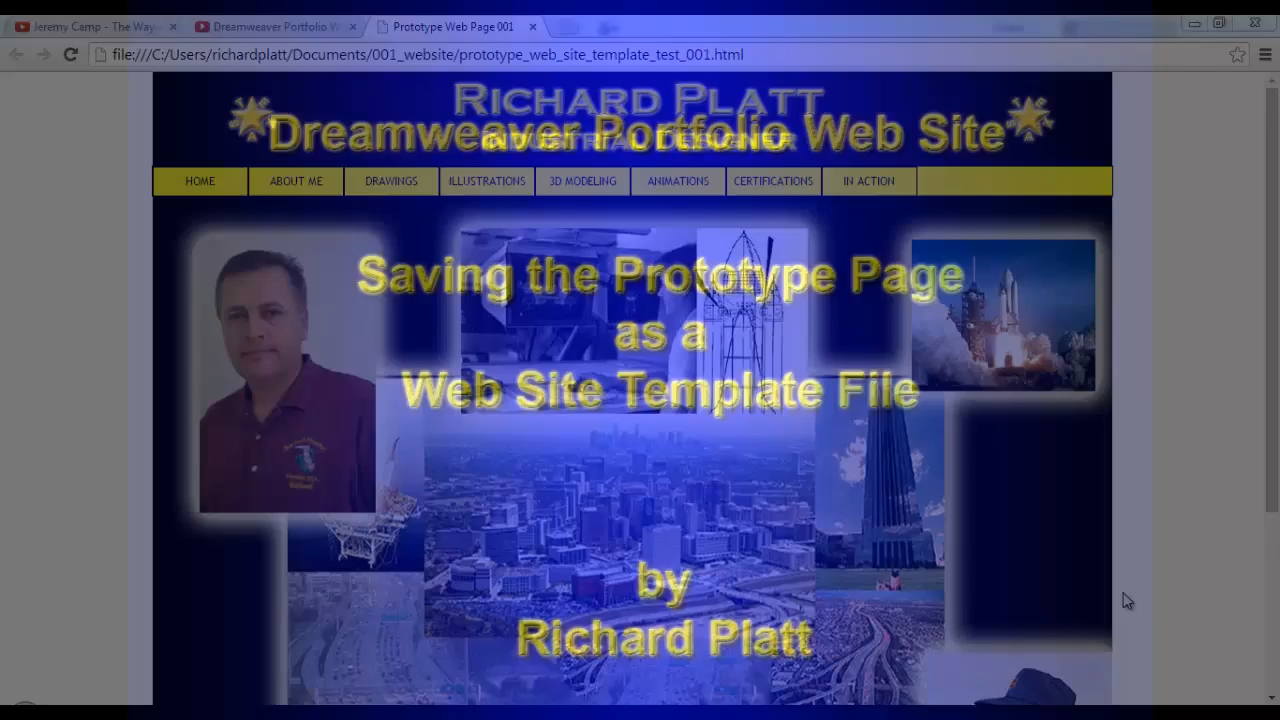 Jeremy Camp - The Way
Dreamweaver Portfolio W
Prototype Web Page 001
file:///C:/Users/richardplatt/Documents/001_website/prototype_web_site_template_test_001.html
RICHARD PLATT
Dreamweaver Portfolio Web Site
INDUSTRIAL DESIGNER
HOME ABOUT ME DRAWINGS ILLUSTRATIONS 3D MODELING ANIMATIONS CERTIFICATIONS IN ACTION
Saving the Prototype Page
as a
Web Site Template File
by
Richard Platt